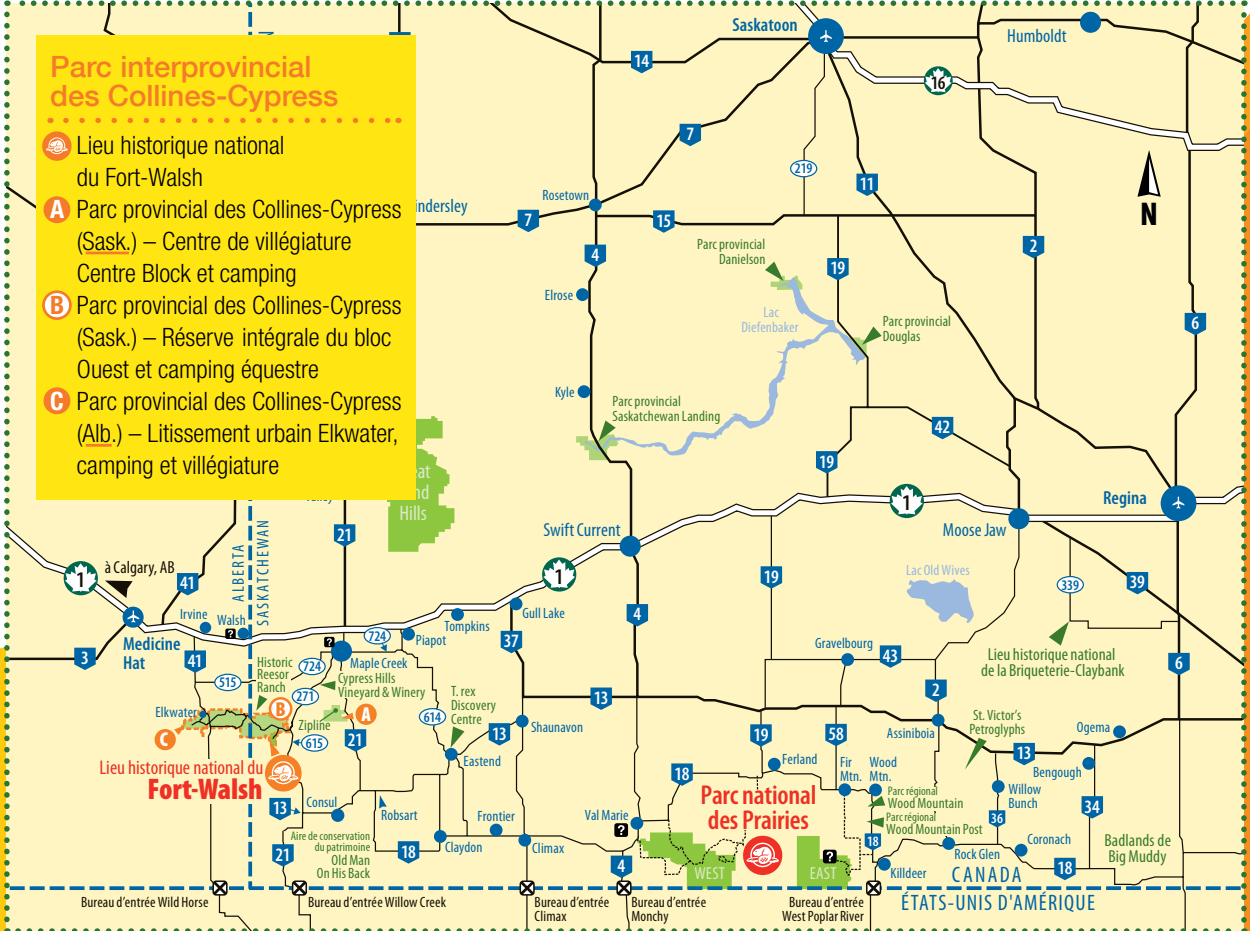 Parc interprovincial
des Collines-Cypress
Lieu historique national
du Fort-Walsh
A Parc provincial des Collines-Cypress
(Sask.) – Centre de villégiature
Centre Block et camping
B Parc provincial des Collines-Cypress
(Sask.) – Réserve intégrale du bloc
Ouest et camping équestre
C Parc provincial des Collines-Cypress
(Alb.) – Litissement urbain Elkwater,
camping et villégiature
Saskatoon
Humboldt
14
16
7
219
11
N
Rosetown
indersley
7
15
2
4
19
6
Parc provincial
Danielson
Elrose
Lac
Diefenbaker
Parc provincial
Douglas
Kyle
Parc provincial
Saskatchewan Landing
42
19
eat
nd
Hills
1
Regina
Swift Current
Moose Jaw
21
ALBERTA
SASKATCHEWAN
1
à Calgary, AB
41
1
19
Lac Old Wives
339
39
Irvine
Walsh
?
Medicine
Hat
3
Gull Lake
Tompkins
4
724
Piapot
37
?
Maple Creek
Gravelbourg
43
Lieu historique national
de la Briqueterie-Claybank
6
41
515
Historic
Reesor
Ranch
724
271
Cypress Hills
Vineyard & Winery
T. rex
Discovery
Centre
13
2
Elkwater
B
A
Zipline
C
615
21
614
13
Shaunavon
19
58
Assiniboia
St. Victor's
Petroglyphs
13
Ogema
Lieu historique national du
Fort-Walsh
Eastend
Ferland
Fir
Mtn.
Wood
Mtn.
Bengough
18
Parc national
des Prairies
Parc régional
Wood Mountain
Parc régional
Wood Mountain Post
Willow
Bunch
34
13
Consul
Robsart
Frontier
Val Marie
?
36
Aire de conservation
du patrimoine
Old Man
On His Back
21
18
Claydon
Climax
4
WEST
?
EAST
18
Rock Glen
Coronach
Badlands de
Big Muddy
Killdeer
18
CANADA
ÉTATS-UNIS D'AMÉRIQUE
Bureau d'entrée Wild Horse
Bureau d'entrée Willow Creek
Bureau d'entrée
Climax
Bureau d'entrée
Monchy
Bureau d'entrée
West Poplar River